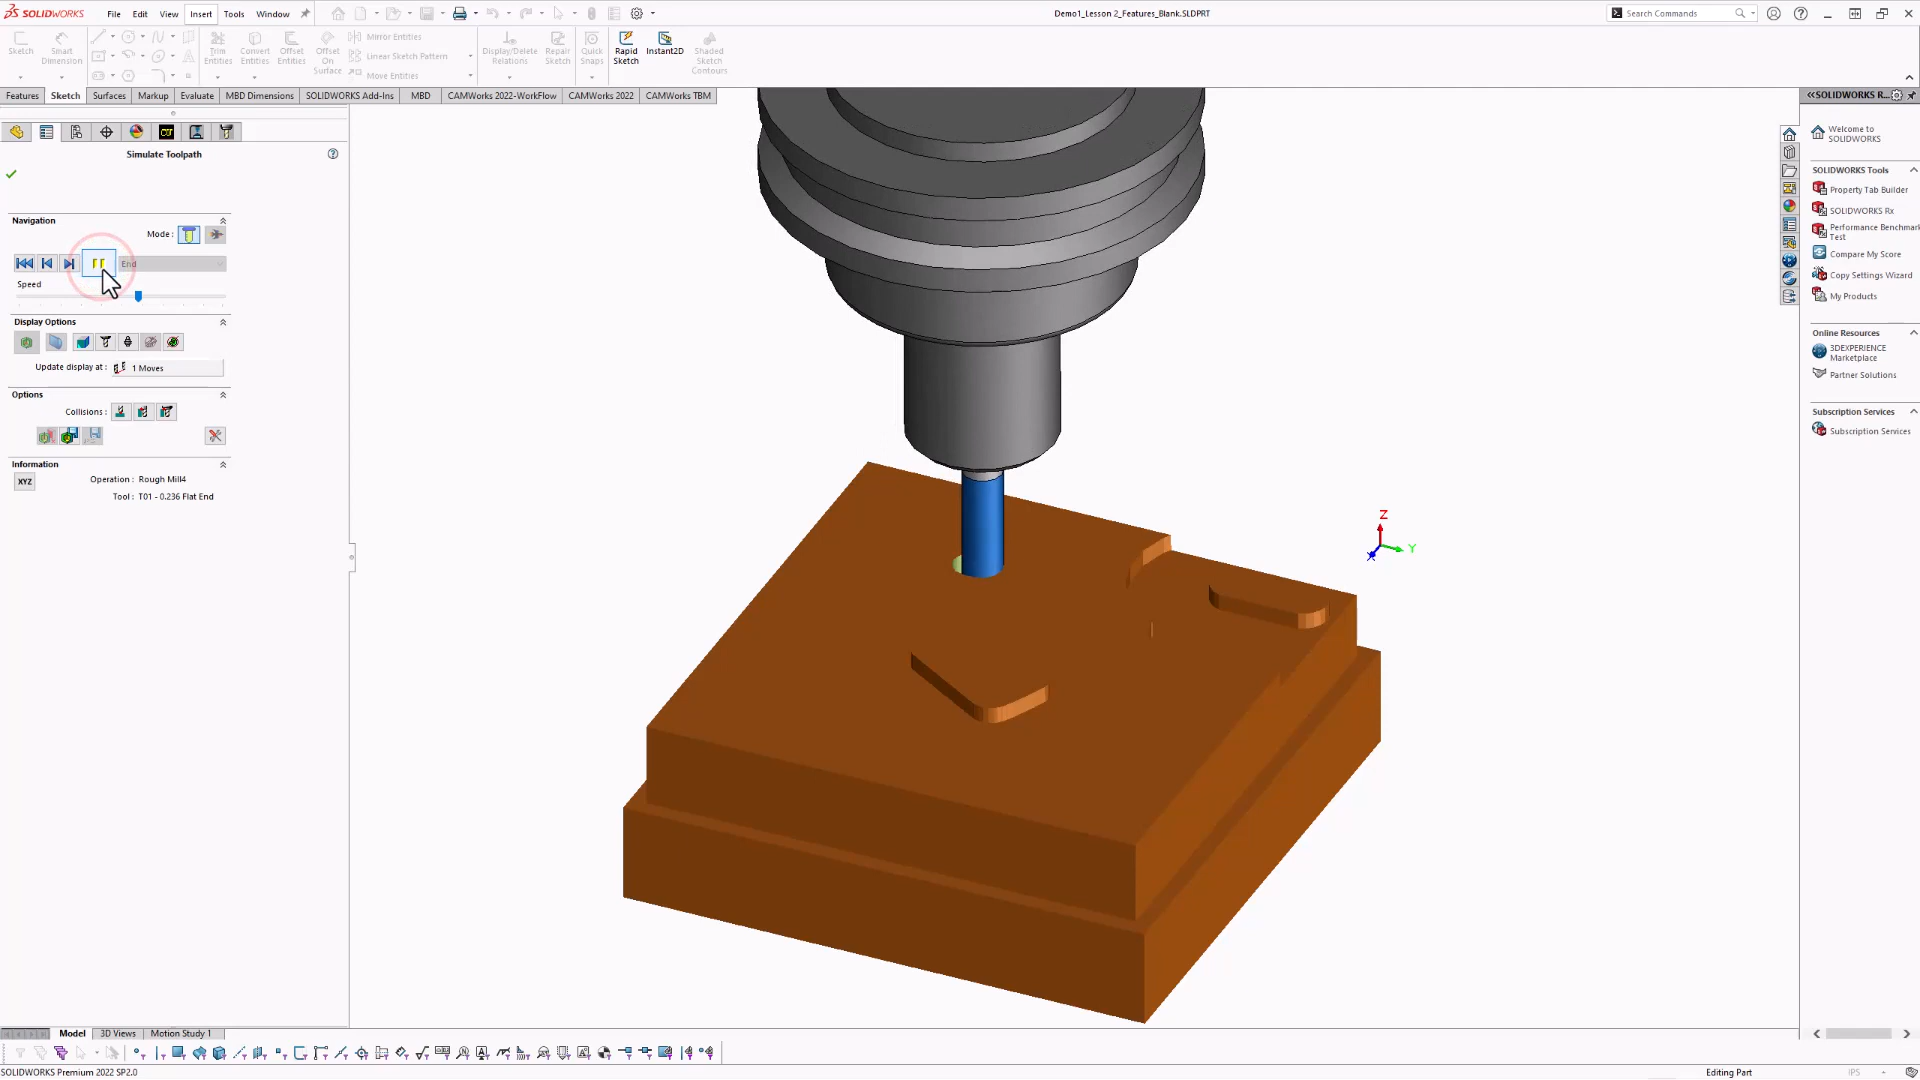 SOLIDWORKS
File Edit View Insert Tools Window
Demo1_Lesson 2_Features_Blank.SLDPRT
Search Commands
Sketch
Smart Dimension
Trim Entities
Convert Entities
Offset Entities
Offset On Surface
Mirror Entities
Linear Sketch Pattern
Move Entities
Display/Delete Relations
Repair Sketch
Quick Snaps
Rapid Sketch
Instant2D
Shaded Sketch Contours
Features Sketch Surfaces Markup Evaluate MBD Dimensions SOLIDWORKS Add-Ins MBD CAMWorks 2022-WorkFlow CAMWorks 2022 CAMWorks TBM
Simulate Toolpath
Navigation
Mode :
End
Speed
Display Options
Update display at : 1 Moves
Options
Collisions :
Information
XYZ
Operation : Rough Mill4
Tool : T01 - 0.236 Flat End
Z
Y
X
SOLIDWORKS R...
Welcome to SOLIDWORKS
SOLIDWORKS Tools
Property Tab Builder
SOLIDWORKS Rx
Performance Benchmark Test
Compare My Score
Copy Settings Wizard
My Products
Online Resources
3DEXPERIENCE Marketplace
Partner Solutions
Subscription Services
Subscription Services
Model 3D Views Motion Study 1
SOLIDWORKS Premium 2022 SP2.0
Editing Part
IPS